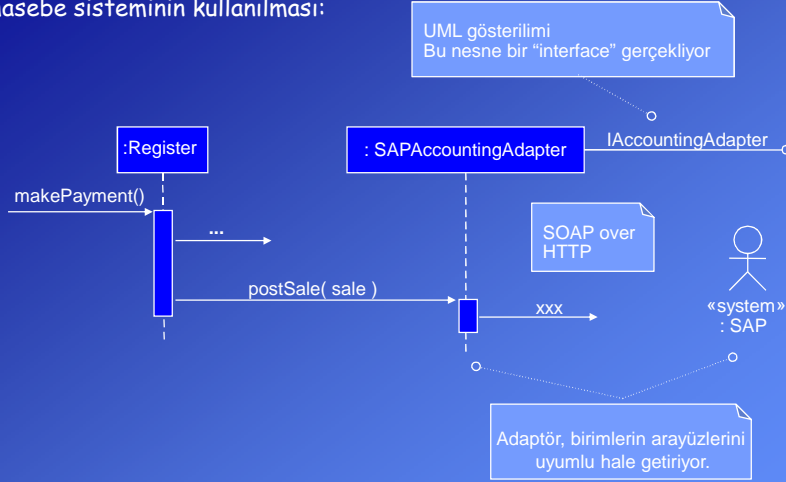 sisteminin kullanılması:
UML gösterilimi
Bu nesne bir “interface” gerçekliyor
:Register
: SAPAccountingAdapter
IAccountingAdapter
makePayment()
...
SOAP over
HTTP
postSale( sale )
xxx
«system»
: SAP
Adaptör, birimlerin arayüzlerini
uyumlu hale getiriyor.